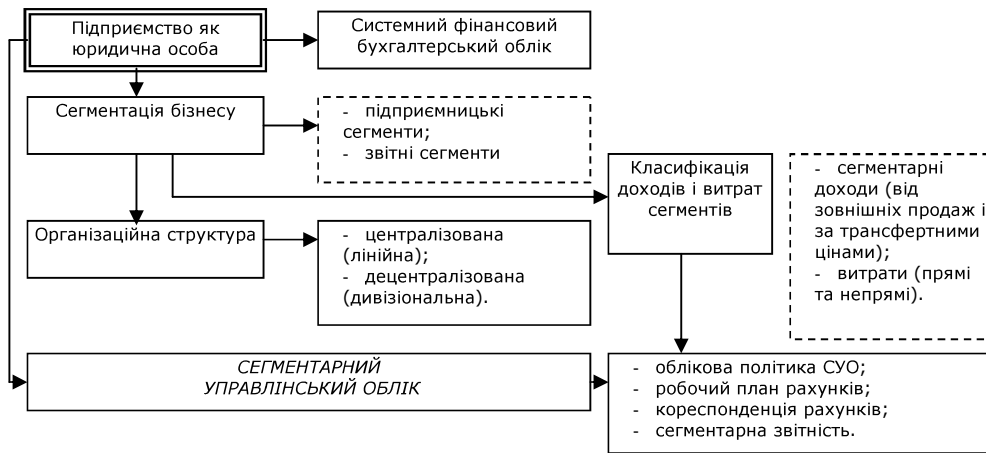 Підприємство як
юридична особа
Системний фінансовий
бухгалтерський облік
Сегментація бізнесу
- підприємницькі
сегменти;
- звітні сегменти
Класифікація
доходів і витрат
сегментів
- сегментарні
доходи (від
зовнішніх продаж і
за трансфертними
цінами);
- витрати (прямі
та непрямі).
Організаційна структура
- централізована
(лінійна);
- децентралізована
(дивізіональна).
СЕГМЕНТАРНИЙ
УПРАВЛІНСЬКИЙ ОБЛІК
- облікова політика СУО;
- робочий план рахунків;
- кореспонденція рахунків;
- сегментарна звітність.